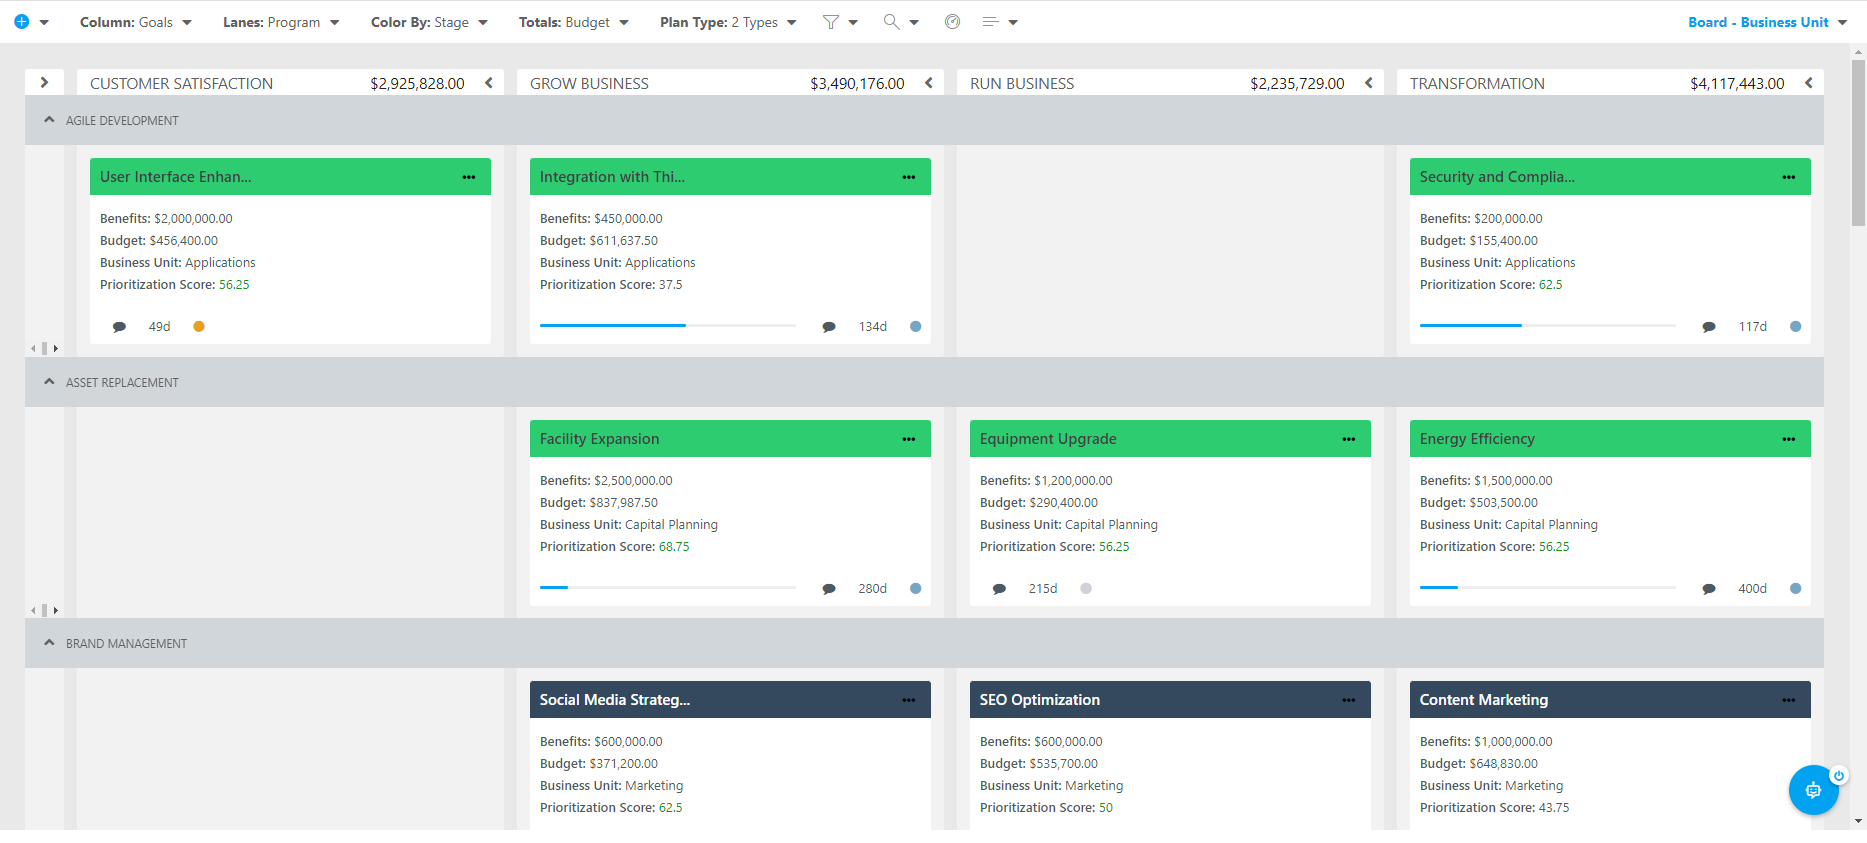 Column: Goals Lanes: Program Color By: Stage Totals: Budget Plan Type: 2 Types Board - Business Unit
CUSTOMER SATISFACTION $2,925,828.00 GROW BUSINESS $3,490,176.00 RUN BUSINESS $2,235,729.00 TRANSFORMATION $4,117,443.00
AGILE DEVELOPMENT
User Interface Enhan...
Benefits: $2,000,000.00
Budget: $456,400.00
Business Unit: Applications
Prioritization Score: 56.25
49d
Integration with Thi...
Benefits: $450,000.00
Budget: $611,637.50
Business Unit: Applications
Prioritization Score: 37.5
134d
Security and Complia...
Benefits: $200,000.00
Budget: $155,400.00
Business Unit: Applications
Prioritization Score: 62.5
117d
ASSET REPLACEMENT
Facility Expansion
Benefits: $2,500,000.00
Budget: $837,987.50
Business Unit: Capital Planning
Prioritization Score: 68.75
280d
Equipment Upgrade
Benefits: $1,200,000.00
Budget: $290,400.00
Business Unit: Capital Planning
Prioritization Score: 56.25
215d
Energy Efficiency
Benefits: $1,500,000.00
Budget: $503,500.00
Business Unit: Capital Planning
Prioritization Score: 56.25
400d
BRAND MANAGEMENT
Social Media Strateg...
Benefits: $600,000.00
Budget: $371,200.00
Business Unit: Marketing
Prioritization Score: 62.5
SEO Optimization
Benefits: $600,000.00
Budget: $535,700.00
Business Unit: Marketing
Prioritization Score: 50
Content Marketing
Benefits: $1,000,000.00
Budget: $648,830.00
Business Unit: Marketing
Prioritization Score: 43.75